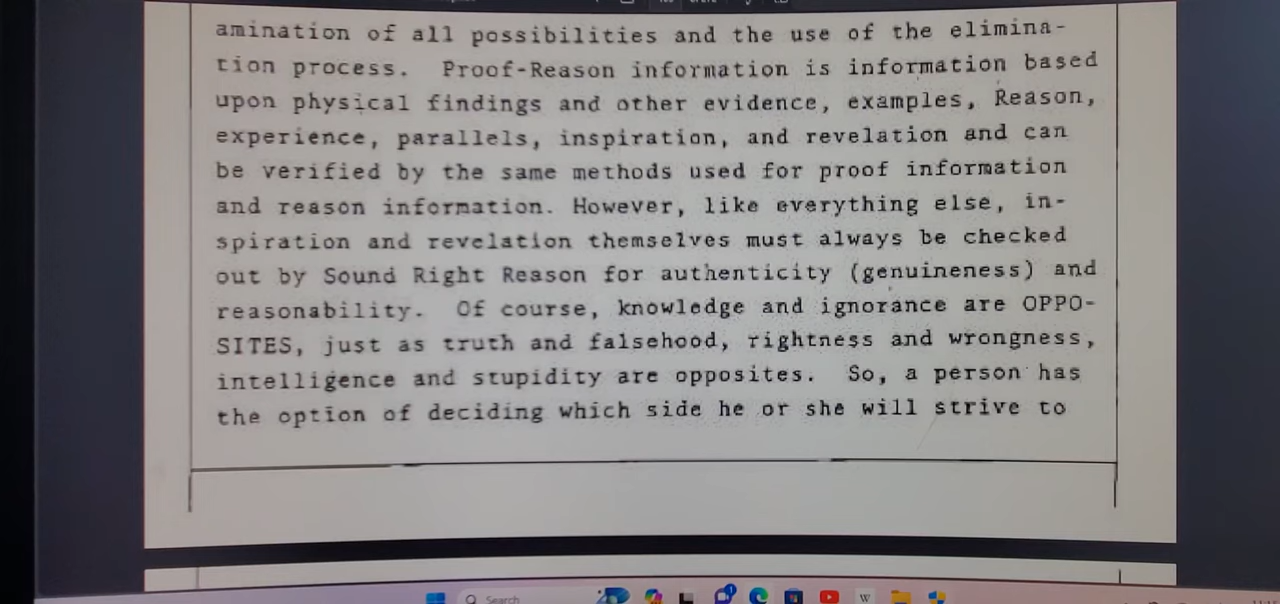 amination of all possibilities and the use of the elimina-
tion process.  Proof-Reason information is information based
upon physical findings and other evidence, examples, Reason,
experience, parallels, inspiration, and revelation and can
be verified by the same methods used for proof information
and reason information. However, like everything else, in-
spiration and revelation themselves must always be checked
out by Sound Right Reason for authenticity (genuineness) and
reasonability.  Of course, knowledge and ignorance are OPPO-
SITES, just as truth and falsehood, rightness and wrongness,
intelligence and stupidity are opposites.  So, a person has
the option of deciding which side he or she will strive to
Search